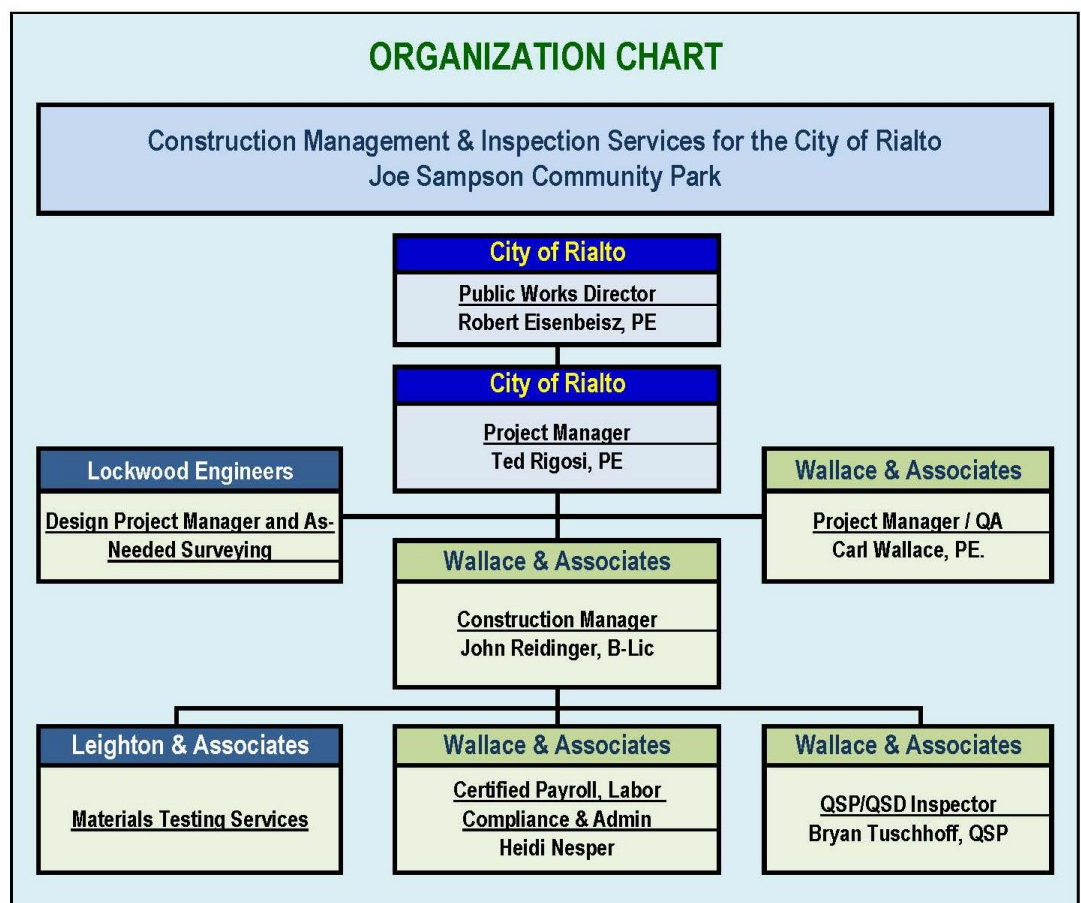 ORGANIZATION CHART
Construction Management & Inspection Services for the City of Rialto
Joe Sampson Community Park
City of Rialto
Public Works Director
Robert Eisenbeisz, PE
City of Rialto
Project Manager
Ted Rigosi, PE
Lockwood Engineers
Design Project Manager and As-
Needed Surveying
Wallace & Associates
Project Manager / QA
Carl Wallace, PE.
Wallace & Associates
Construction Manager
John Reidinger, B-Lic
Leighton & Associates
Materials Testing Services
Wallace & Associates
Certified Payroll, Labor
Compliance & Admin
Heidi Nesper
Wallace & Associates
QSP/QSD Inspector
Bryan Tuschhoff, QSP